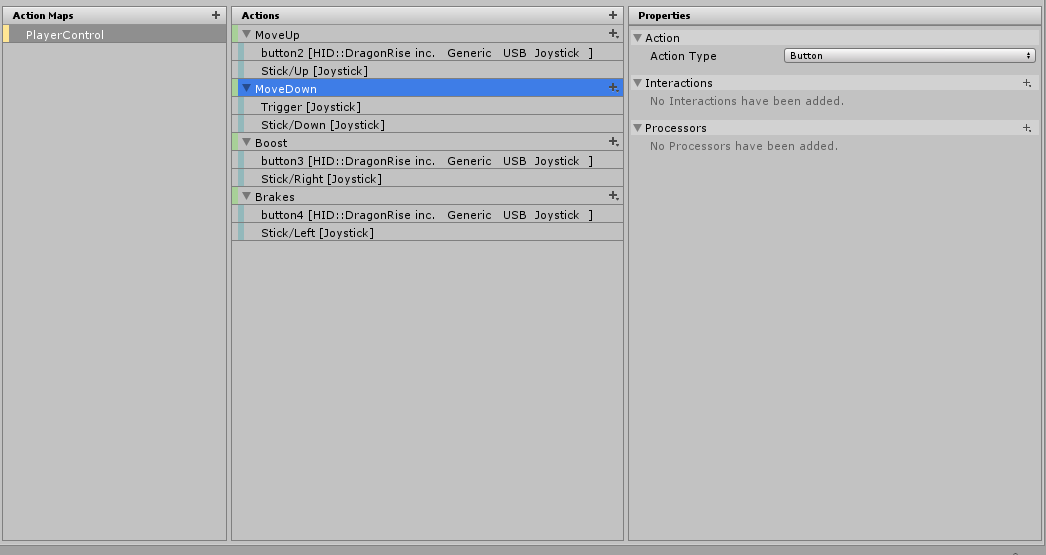 Action Maps
PlayerControl
Actions
MoveUp
button2 [HID::DragonRise inc. Generic USB Joystick ]
Stick/Up [Joystick]
MoveDown
Trigger [Joystick]
Stick/Down [Joystick]
Boost
button3 [HID::DragonRise inc. Generic USB Joystick ]
Stick/Right [Joystick]
Brakes
button4 [HID::DragonRise inc. Generic USB Joystick ]
Stick/Left [Joystick]
Properties
Action
Action Type Button
Interactions
No Interactions have been added.
Processors
No Processors have been added.